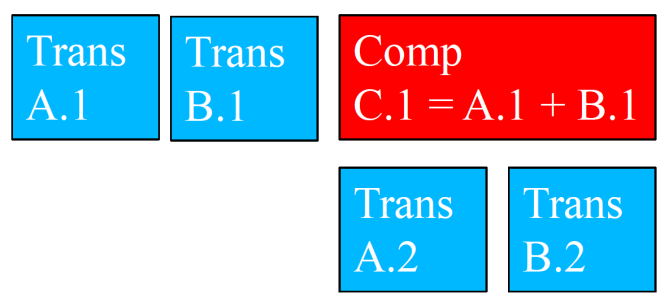 Trans
A.1
Trans
B.1
Comp
C.1 = A.1 + B.1
Trans
A.2
Trans
B.2